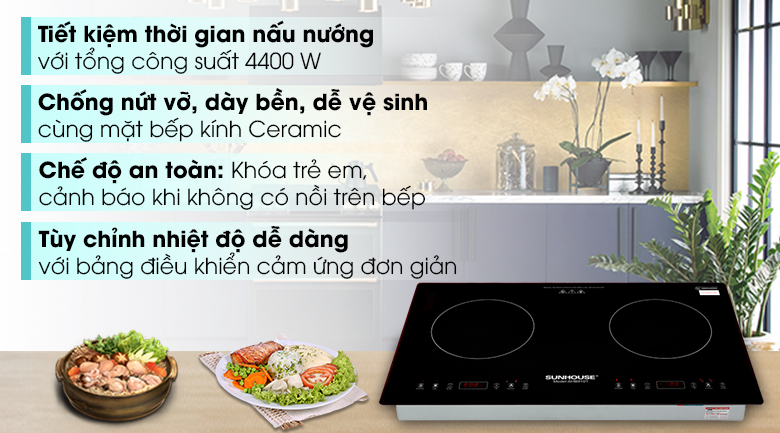 Tiết kiệm thời gian nấu nướng
với tổng công suất 4400 W
Chống nứt vỡ, dày bền, dễ vệ sinh
cùng mặt bếp kính Ceramic
Chế độ an toàn: Khóa trẻ em,
cảnh báo khi không có nồi trên bếp
Tùy chỉnh nhiệt độ dễ dàng
với bảng điều khiển cảm ứng đơn giản
SUNHOUSE